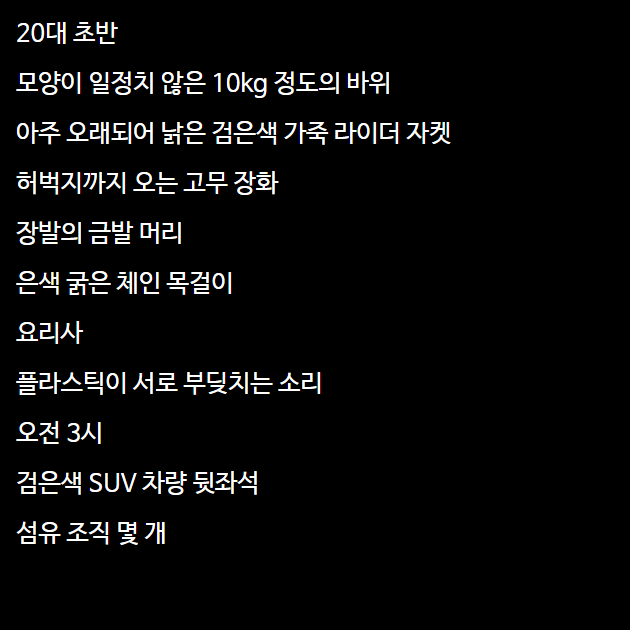 20대 초반
모양이 일정치 않은 10kg 정도의 바위
아주 오래되어 낡은 검은색 가죽 라이더 자켓
허벅지까지 오는 고무 장화
장발의 금발 머리
은색 굵은 체인 목걸이
요리사
플라스틱이 서로 부딪치는 소리
오전 3시
검은색 SUV 차량 뒷좌석
섬유 조직 몇 개